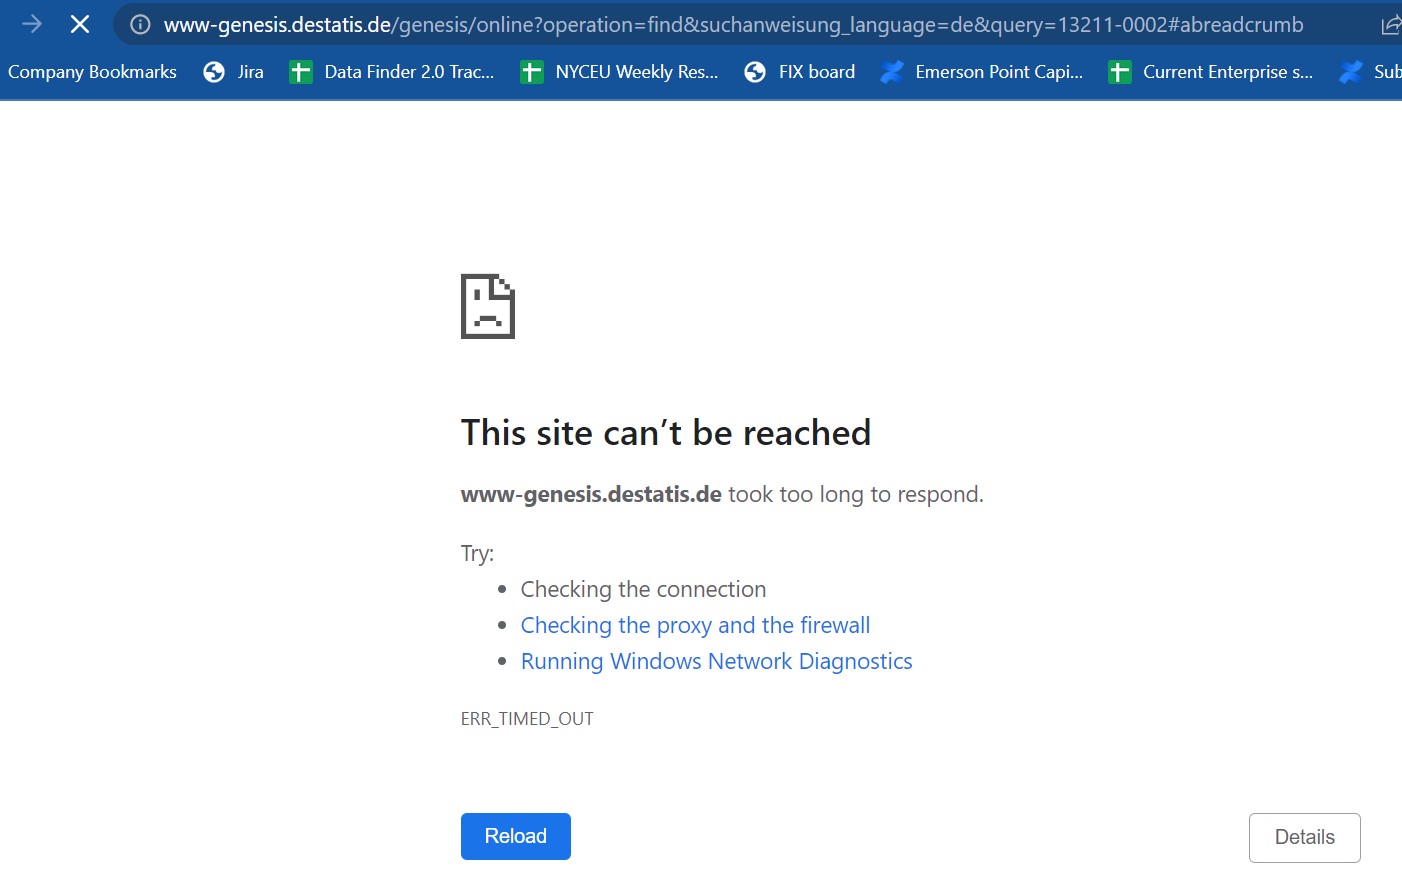 www-genesis.destatis.de/genesis/online?operation=find&suchanweisung_language=de&query=13211-0002#abreadcrumb
Company Bookmarks Jira Data Finder 2.0 Trac... NYCEU Weekly Res... FIX board Emerson Point Capi... Current Enterprise s... Sub
This site can’t be reached
www-genesis.destatis.de took too long to respond.
Try:
• Checking the connection
• Checking the proxy and the firewall
• Running Windows Network Diagnostics
ERR_TIMED_OUT
Reload Details